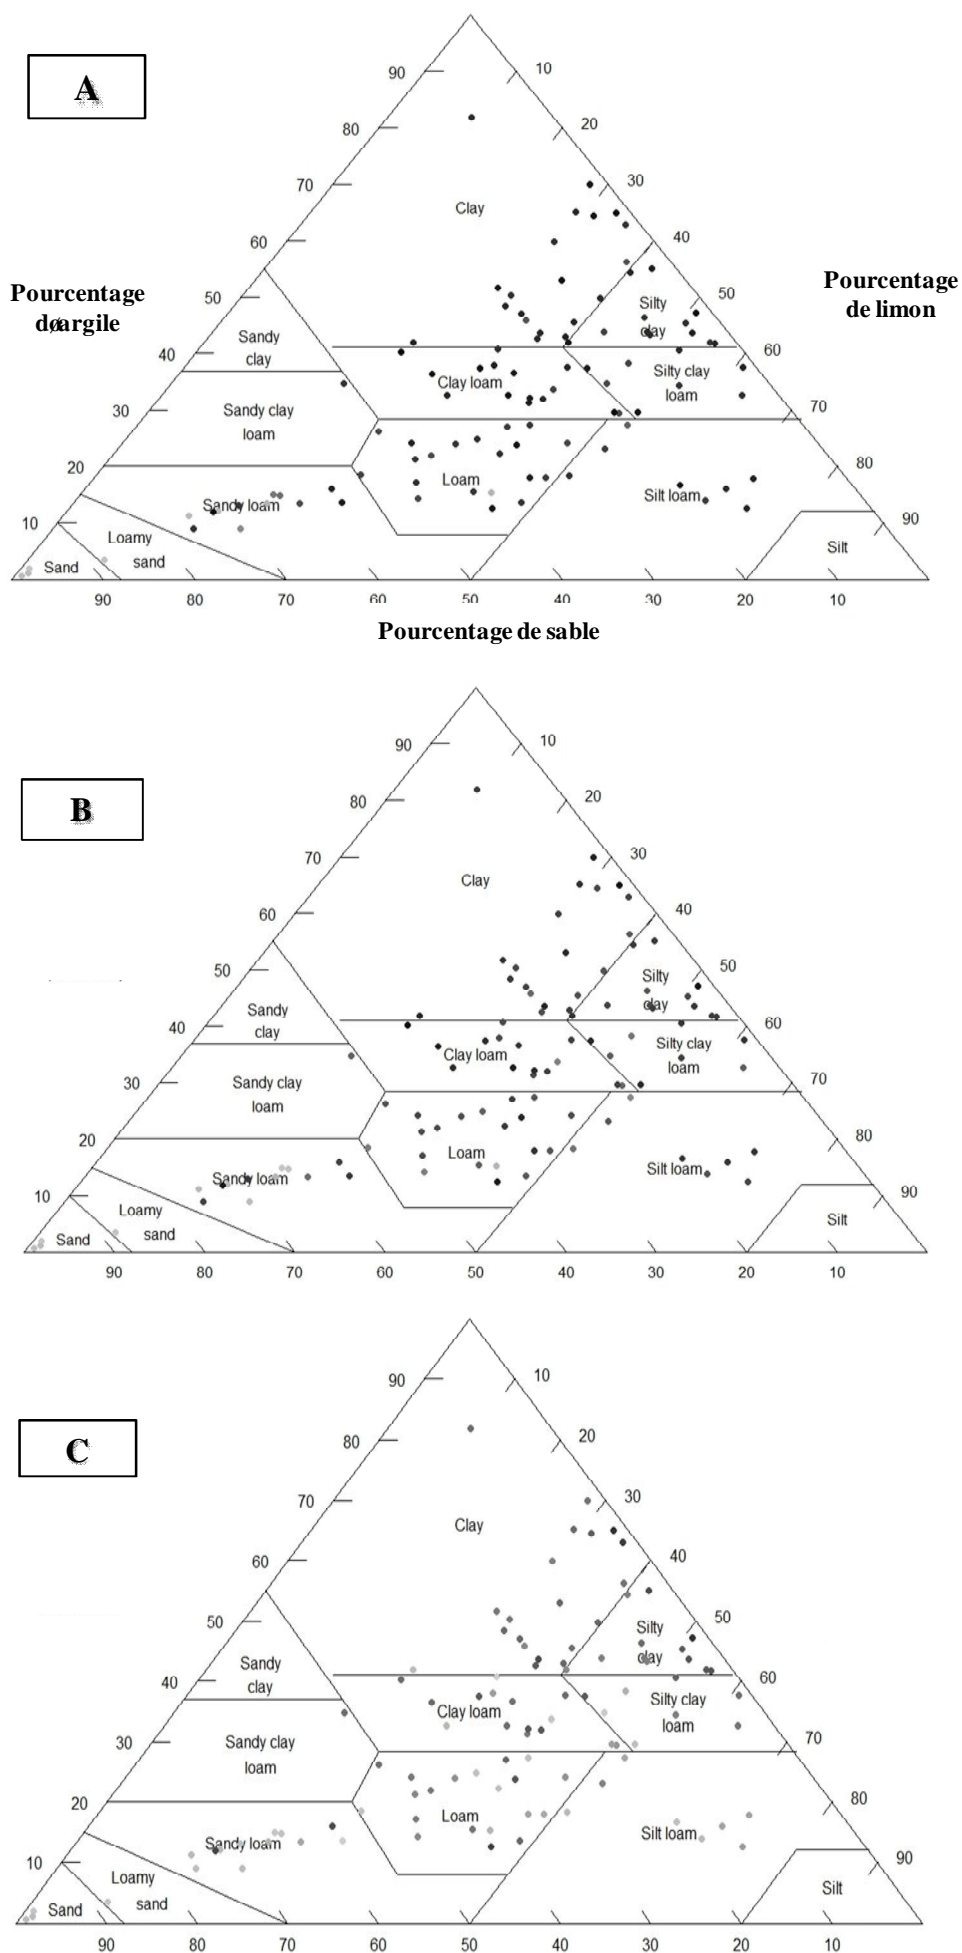 A
90
10
80
20
70
30
Clay
60
40
Pourcentage
døargile
50
Silty
clay
50
Pourcentage
de limon
Sandy
clay
40
Clay loam
Silty clay
loam
60
30
Sandy clay
loam
70
20
Sandy loam
Loam
Silt loam
80
10
Loamy
sand
Sand
Silt
90
90 80 70 60 50 40 30 20 10
Pourcentage de sable
B
90
10
80
20
70
30
Clay
60
40
50
Silty
clay
50
Sandy
clay
40
Clay loam
Silty clay
loam
60
30
Sandy clay
loam
70
20
Sandy loam
Loam
Silt loam
80
10
Loamy
sand
Sand
Silt
90
90 80 70 60 50 40 30 20 10
C
90
10
80
20
70
30
Clay
60
40
50
Silty
clay
50
Sandy
clay
40
Clay loam
Silty clay
loam
60
30
Sandy clay
loam
70
20
Sandy loam
Loam
Silt loam
80
10
Loamy
sand
Sand
Silt
90
90 80 70 60 50 40 30 20 10